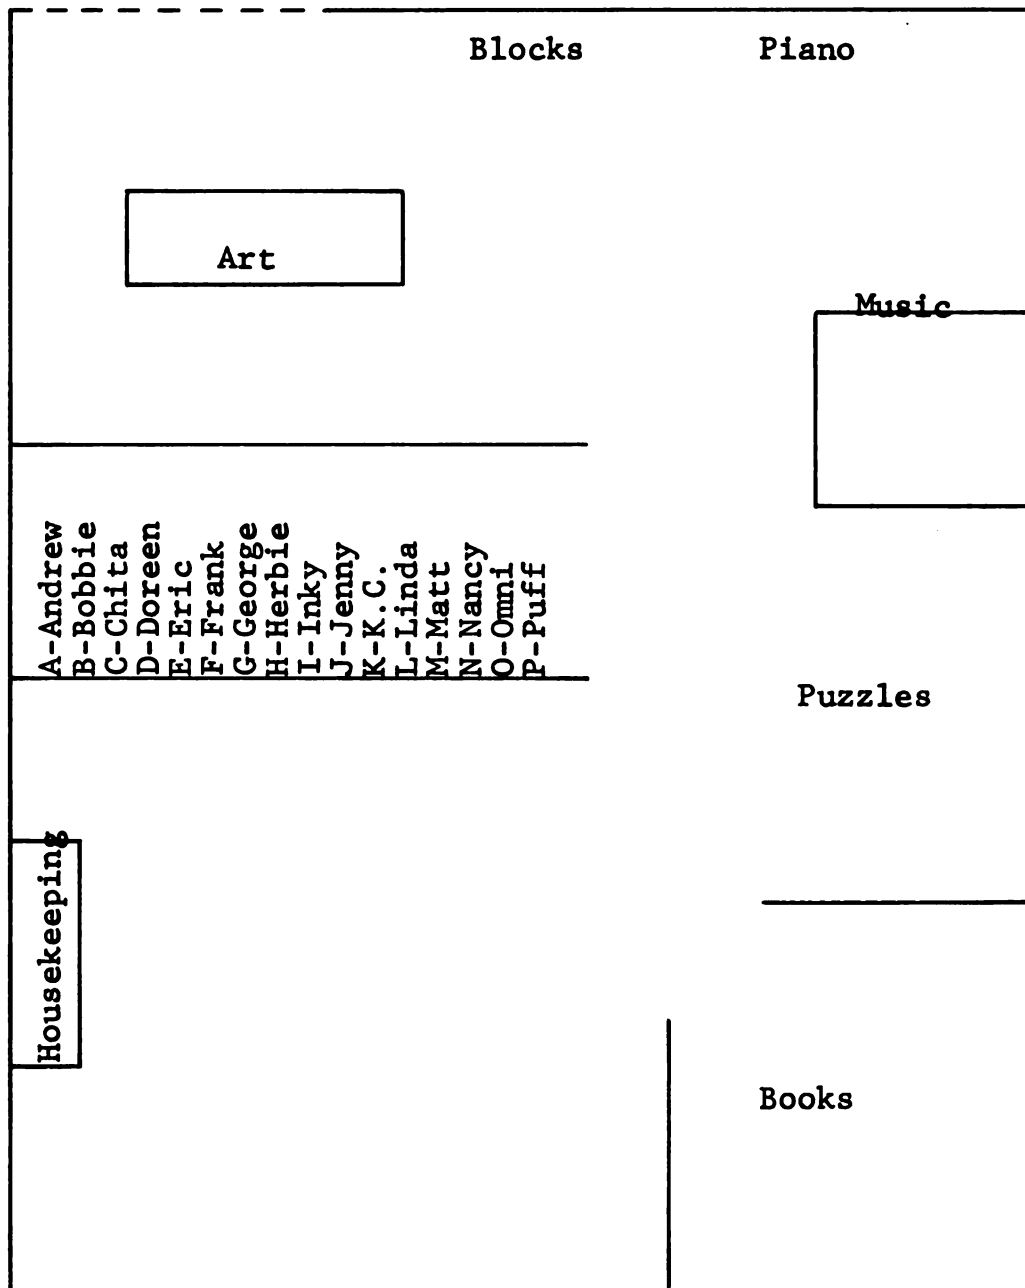 Blocks
Piano
Art
Music
A-Andrew
B-Bobbie
C-Chita
D-Doreen
E-Eric
F-Frank
G-George
H-Herbie
I-Inky
J-Jenny
K-K.C.
L-Linda
M-Matt
N-Nancy
O-Omni
P-Puff
Puzzles
Housekeeping
Books